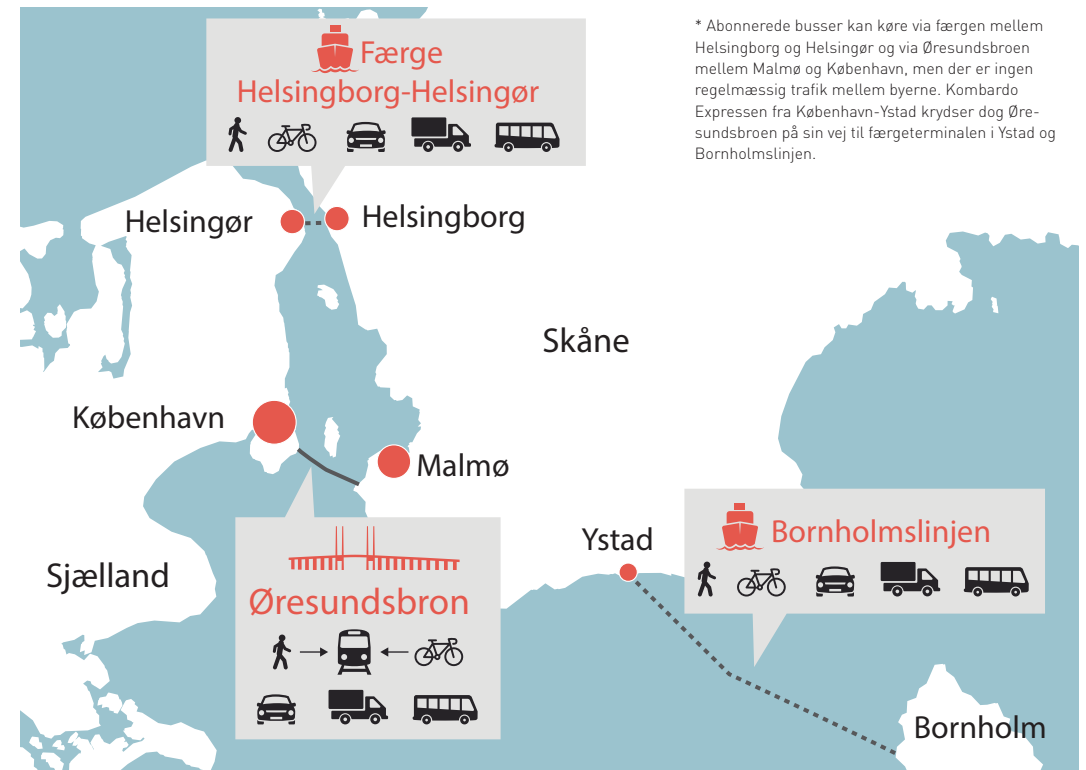 Færge
Helsingborg-Helsingør
* Abonnerede busser kan køre via færgen mellem
Helsingborg og Helsingør og via Øresundsbroen
mellem Malmø og København, men der er ingen
regelmæssig trafik mellem byerne. Kombardo
Expressen fra København-Ystad krydser dog Øre-
sundsbroen på sin vej til færgeterminalen i Ystad og
Bornholmslinjen.
Helsingør
Helsingborg
Skåne
København
Malmø
Sjælland
Øresundsbron
Ystad
Bornholmslinjen
Bornholm